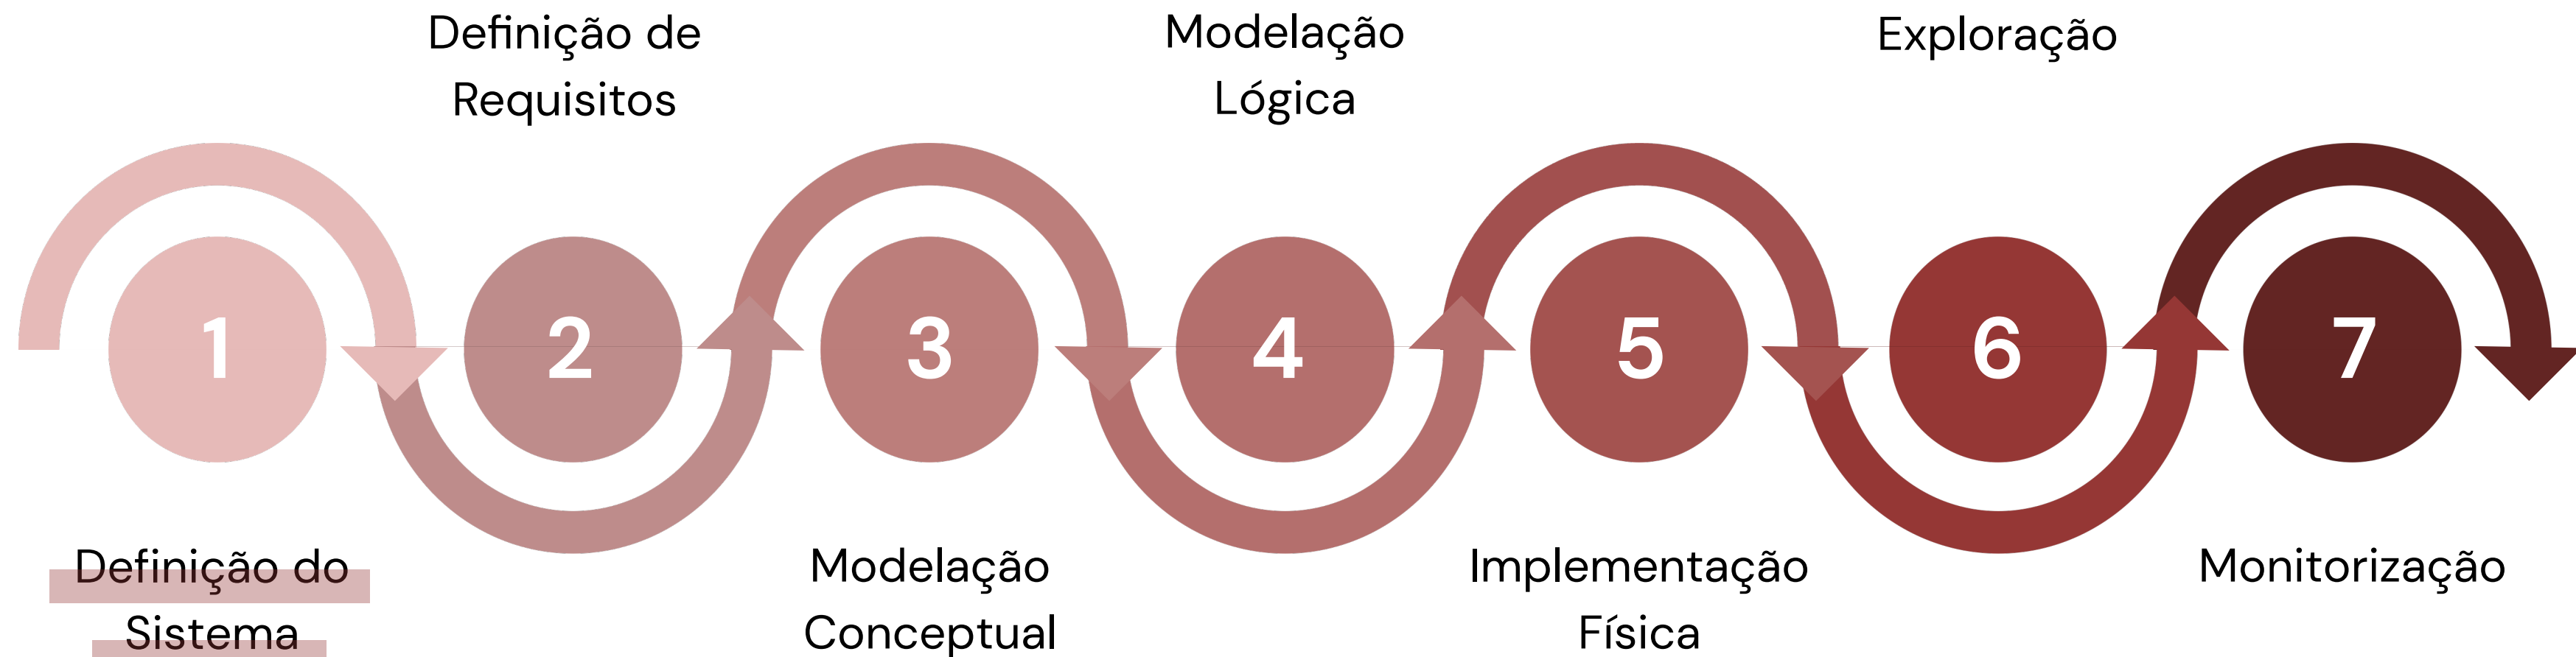 Definição de
Requisitos
Modelação
Lógica
Exploração
1
2
3
4
5
6
7
Definição do
Sistema
Modelação
Conceptual
Implementação
Física
Monitorização